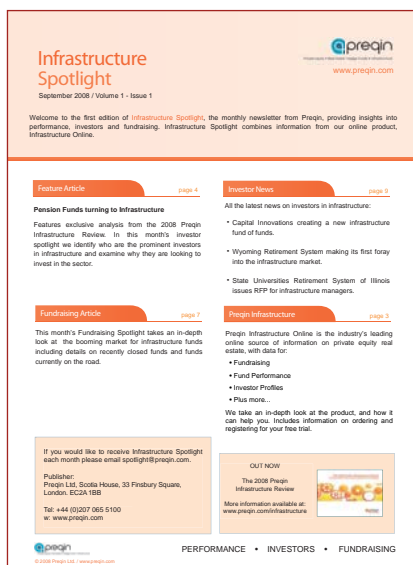 Infrastructure
Spotlight
September 2008 / Volume 1 - Issue 1
preqin
www.preqin.com
Welcome to the first edition of Infrastructure Spotlight, the monthly newsletter from Preqin, providing insights into
performance, investors and fundraising. Infrastructure Spotlight combines information from our online product,
Infrastructure Online.
Feature Article
page 4
Pension Funds turning to Infrastructure
Features exclusive analysis from the 2008 Preqin
Infrastructure Review. In this month's investor
spotlight we identify who are the prominent investors
in infrastructure and examine why they are looking to
invest in the sector.
Investor News
page 9
All the latest news on investors in infrastructure:
• Capital Innovations creating a new infrastructure
fund of funds.
• Wyoming Retirement System making its first foray
into the infrastructure market.
• State Universities Retirement System of Illinois
issues RFP for infrastructure managers.
Fundraising Article
page 7
This month's Fundraising Spotlight takes an in-depth
look at the booming market for infrastructure funds
including details on recently closed funds and funds
currently on the road.
Preqin Infrastructure
page 3
Preqin Infrastructure Online is the industry's leading
online source of information on private equity real
estate, with data for:
• Fundraising
• Fund Performance
• Investor Profiles
• Plus more...
We take an in-depth look at the product, and how it
can help you. Includes information on ordering and
registering for your free trial.
If you would like to receive Infrastructure Spotlight
each month please email spotlight@preqin.com.
Publisher:
Preqin Ltd, Scotia House, 33 Finsbury Square,
London. EC2A 1BB
Tel: +44 (0)207 065 5100
w: www.preqin.com
OUT NOW
The 2008 Preqin
Infrastructure Review
More information available at:
www.preqin.com/infrastructure
preqin
© 2008 Preqin Ltd. / www.preqin.com
PERFORMANCE • INVESTORS • FUNDRAISING